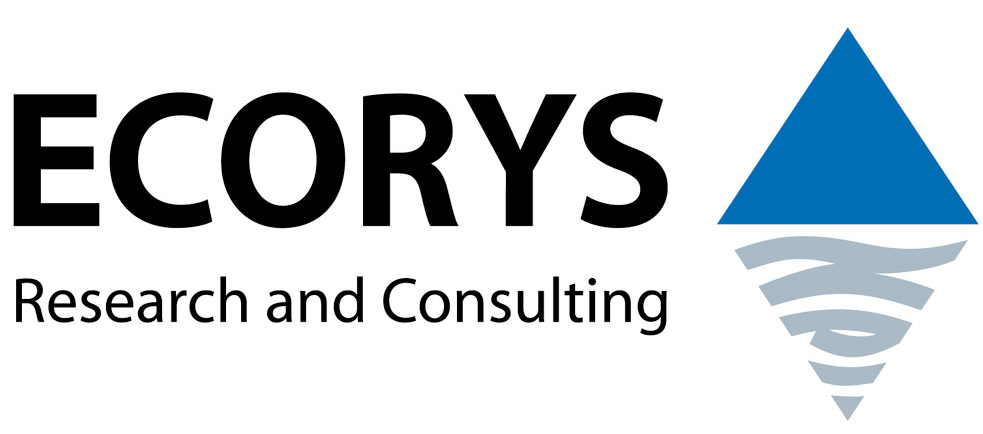 ECORYS
Research and Consulting